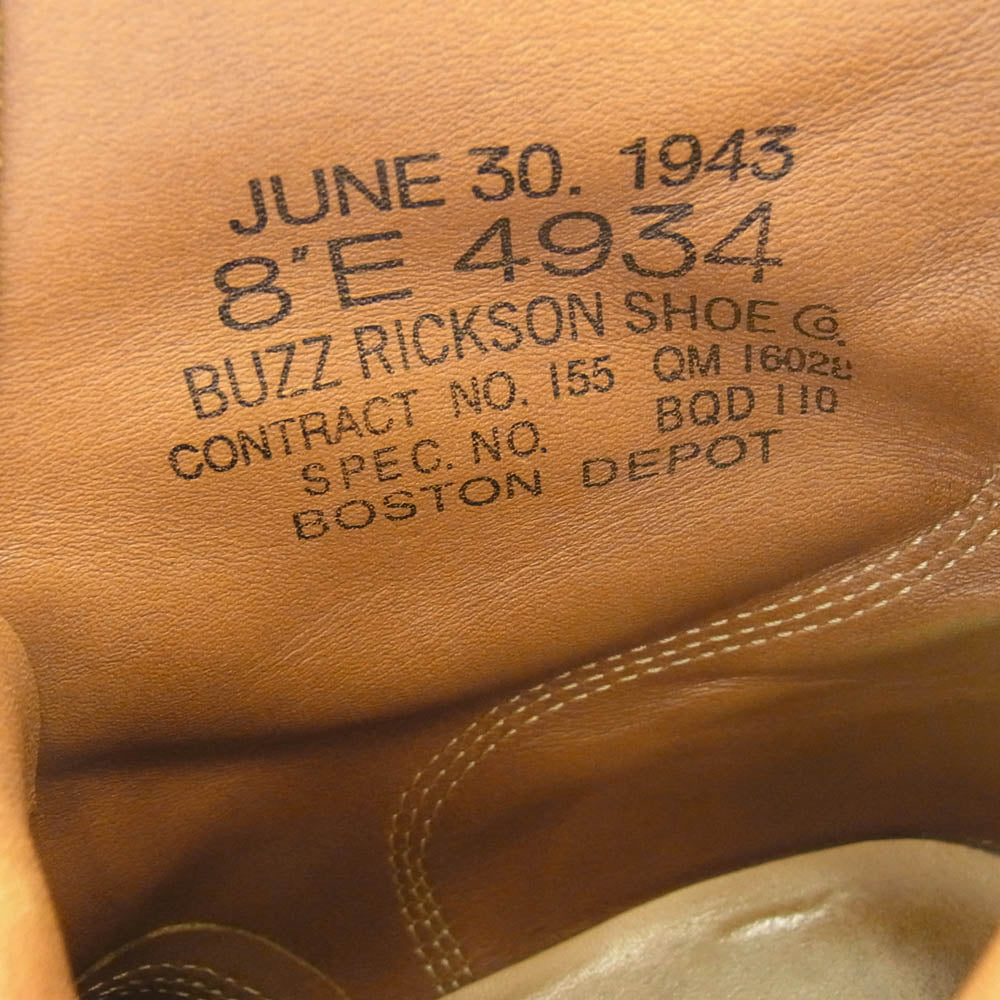 JUNE 30. 1943
8"E 4934
BUZZ RICKSON SHOE Co.
CONTRACT NO. 155 QM
SPEC. NO. BQD 110
BOSTON DEPOT